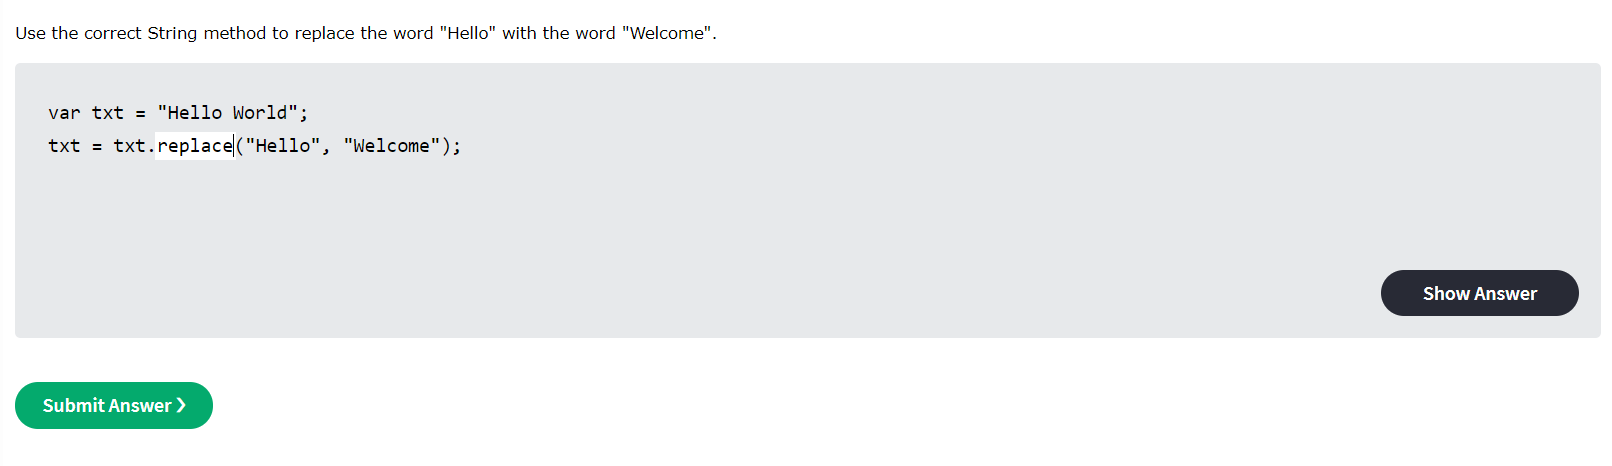 Use the correct String method to replace the word "Hello" with the word "Welcome".
var txt = "Hello World";
txt = txt.replace("Hello", "Welcome");
Show Answer
Submit Answer ❯